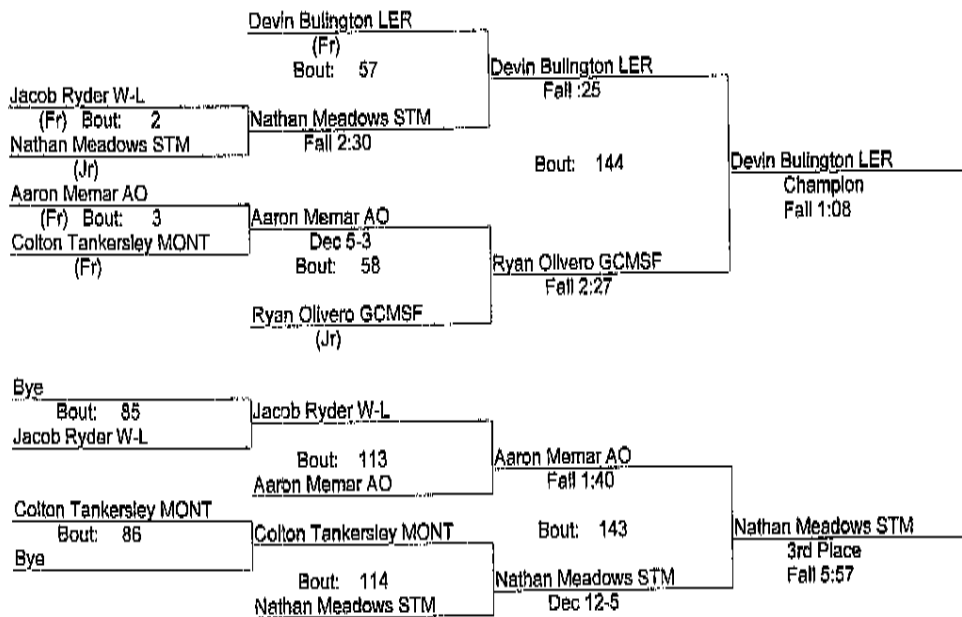 Devin Bulington LER
(Fr)
Bout: 57
Devin Bulington LER
Fall :25
Jacob Ryder W-L
(Fr) Bout: 2
Nathan Meadows STM
Fall 2:30
Nathan Meadows STM
(Jr)
Bout: 144
Devin Bulington LER
Champion
Fall 1:08
Aaron Memar AO
(Fr) Bout: 3
Aaron Memar AO
Dec 5-3
Colton Tankersley MONT
(Fr)
Bout: 58
Ryan Olivero GCMSF
Fall 2:27
Ryan Olivero GCMSF
(Jr)
Bye
Bout: 85
Jacob Ryder W-L
Jacob Ryder W-L
Bout: 113
Aaron Memar AO
Fall 1:40
Aaron Memar AO
Colton Tankersley MONT
Bout: 86
Colton Tankersley MONT
Bout: 143
Nathan Meadows STM
3rd Place
Fall 5:57
Bye
Bout: 114
Nathan Meadows STM
Dec 12-5
Nathan Meadows STM